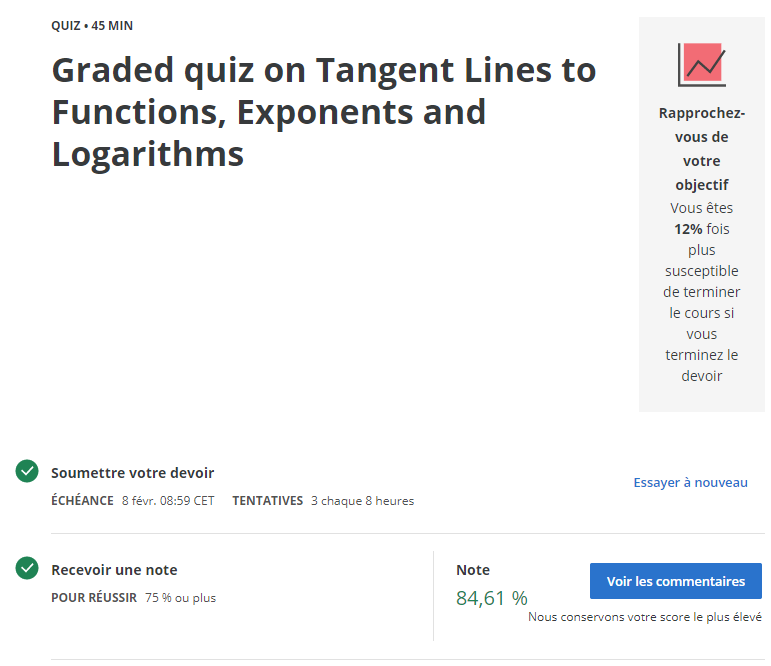 QUIZ • 45 MIN
Graded quiz on Tangent Lines to
Functions, Exponents and
Logarithms
Rapprochez-
vous de
votre
objectif
Vous êtes
12% fois
plus
susceptible
de terminer
le cours si
vous
terminez le
devoir
Soumettre votre devoir
ÉCHÉANCE 8 févr. 08:59 CET TENTATIVES 3 chaque 8 heures
Essayer à nouveau
Recevoir une note
POUR RÉUSSIR 75 % ou plus
Note
84,61 %
Voir les commentaires
Nous conservons votre score le plus élevé